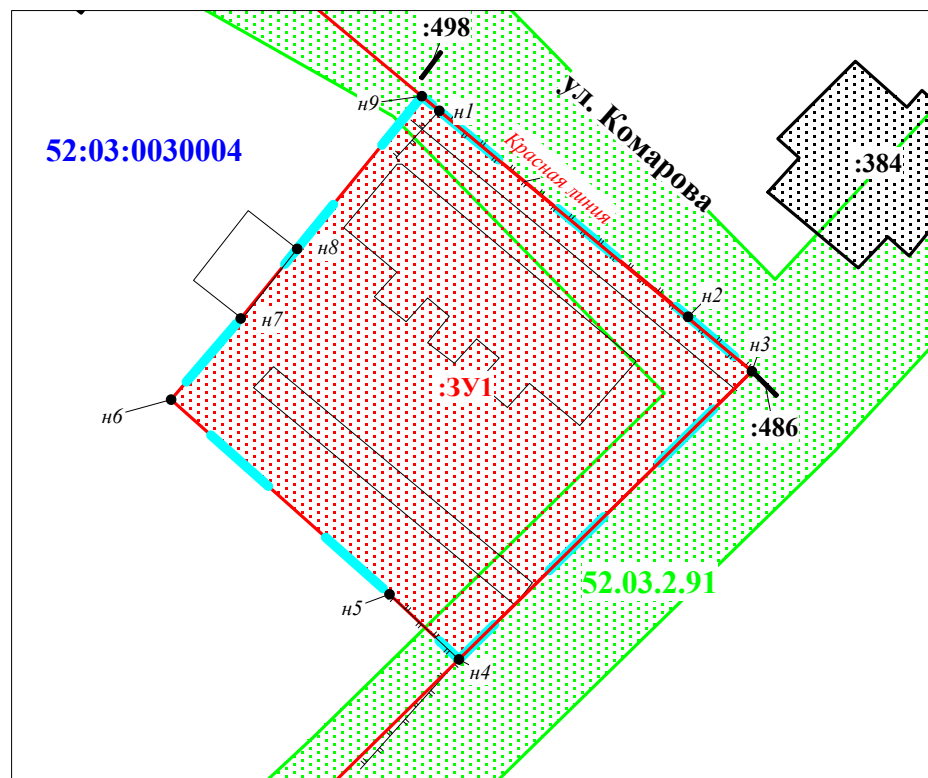 :498
н9
н1
ул. Комарова
52:03:0030004
Красная линия
:384
н8
н7
н2
н3
:ЗУ1
н6
:486
52.03.2.91
н5
н4